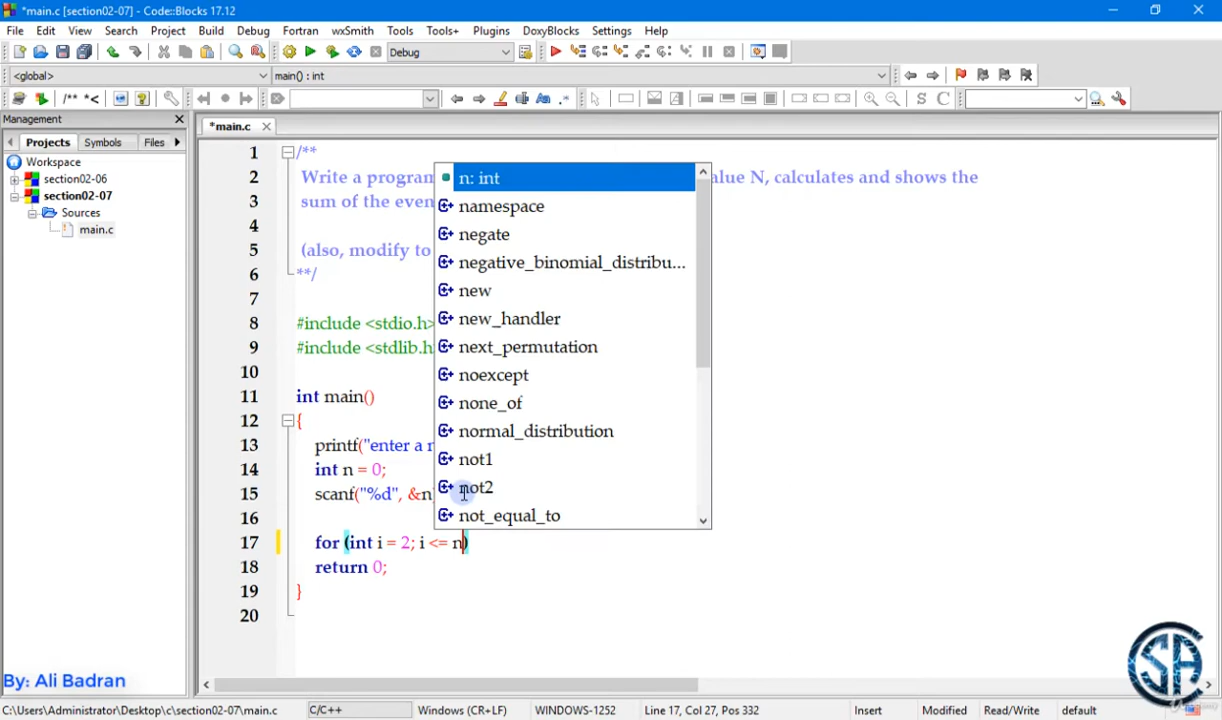 *main.c [section02-07] - Code::Blocks 17.12
File Edit View Search Project Build Debug Fortran wxSmith Tools Tools+ Plugins DoxyBlocks Settings Help
Debug
<global> main() : int
/** *<
S C
Management
Projects Symbols Files
*main.c
Workspace
section02-06
section02-07
Sources
main.c
1 /**
2 Write a program alue N, calculates and shows the
3 sum of the even
4
5 (also, modify to
6 **/
7
8 #include <stdio.h>
9 #include <stdlib.h
10
11 int main()
12 {
13 printf("enter a n
14 int n = 0;
15 scanf("%d", &n
16
17 for (int i = 2; i <= n)
18 return 0;
19 }
20
n: int
namespace
negate
negative_binomial_distribu...
new
new_handler
next_permutation
noexcept
none_of
normal_distribution
not1
not2
not_equal_to
By: Ali Badran
C:\Users\Administrator\Desktop\c\section02-07\main.c C/C++ Windows (CR+LF) WINDOWS-1252 Line 17, Col 27, Pos 332 Insert Modified Read/Write default